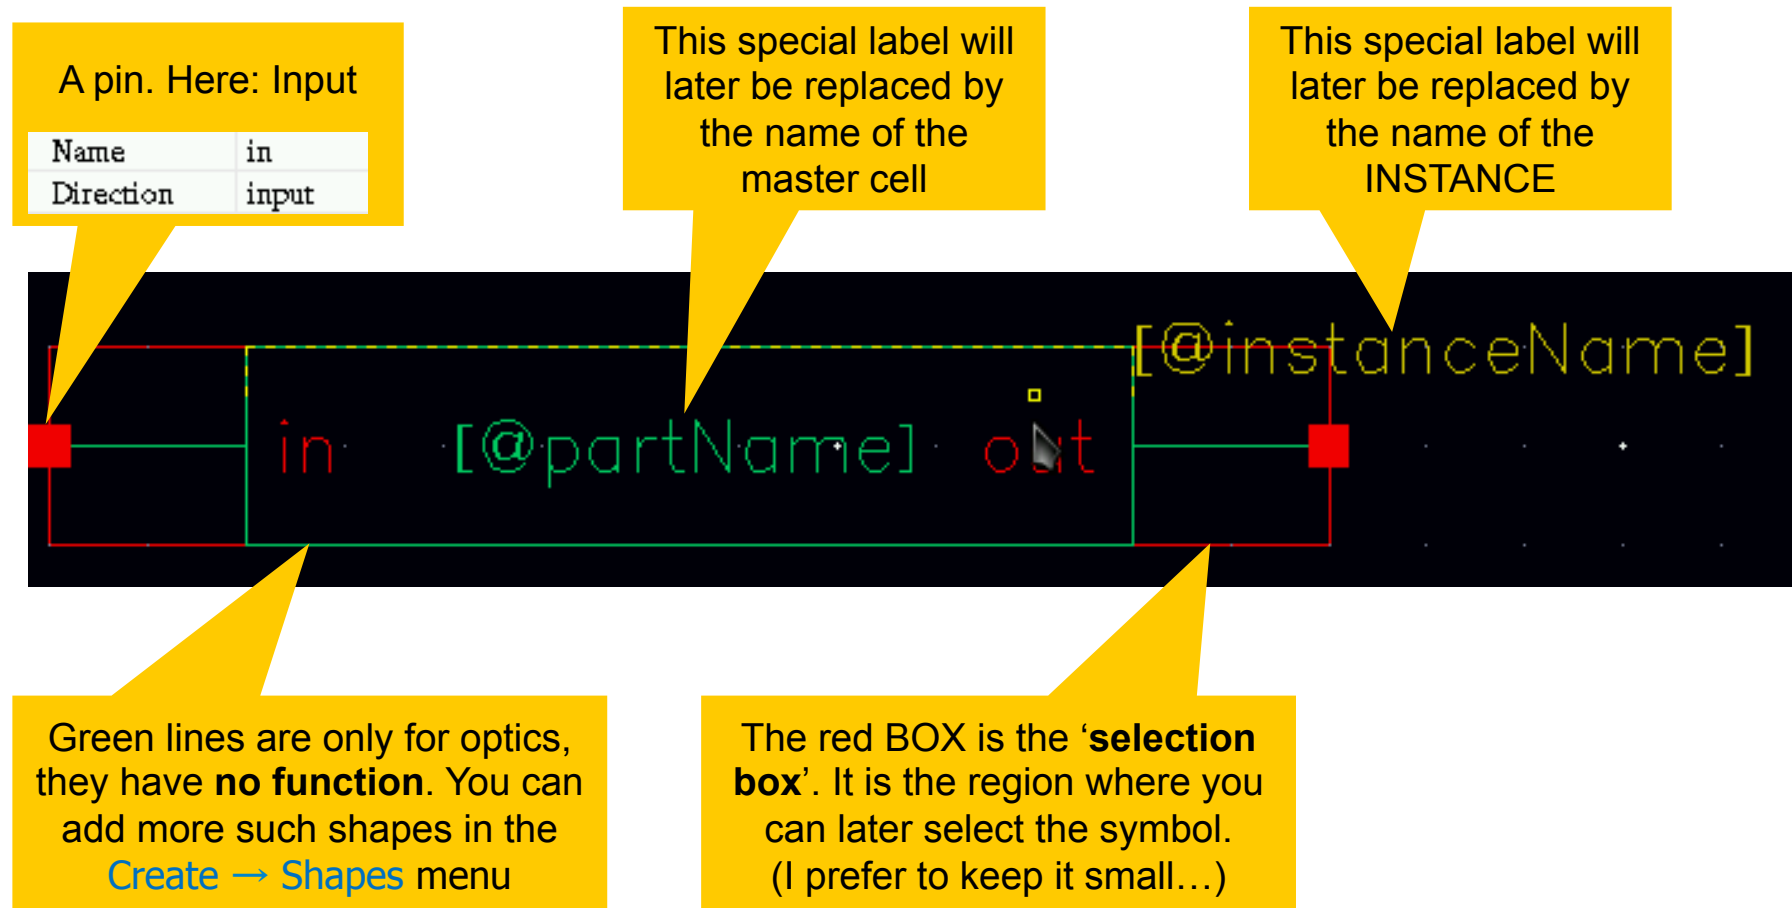 A pin. Here: Input
Name in
Direction input
This special label will
later be replaced by
the name of the
master cell
This special label will
later be replaced by
the name of the
INSTANCE
[@instanceName]
in [@partName] out
Green lines are only for optics,
they have no function. You can
add more such shapes in the
Create → Shapes menu
The red BOX is the ‘selection
box’. It is the region where you
can later select the symbol.
(I prefer to keep it small…)